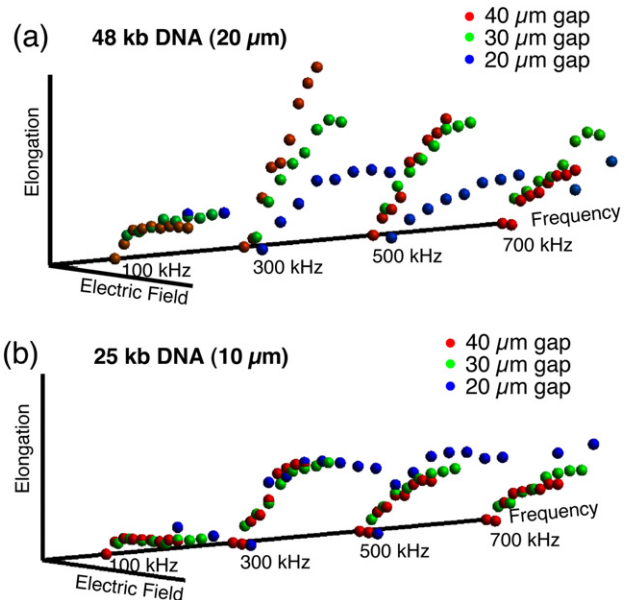 (a)
48 kb DNA (20 µm)
40 µm gap
30 µm gap
20 µm gap
Elongation
Frequency
100 kHz
300 kHz
500 kHz
700 kHz
Electric Field
(b)
25 kb DNA (10 µm)
40 µm gap
30 µm gap
20 µm gap
Elongation
Frequency
100 kHz
300 kHz
500 kHz
700 kHz
Electric Field